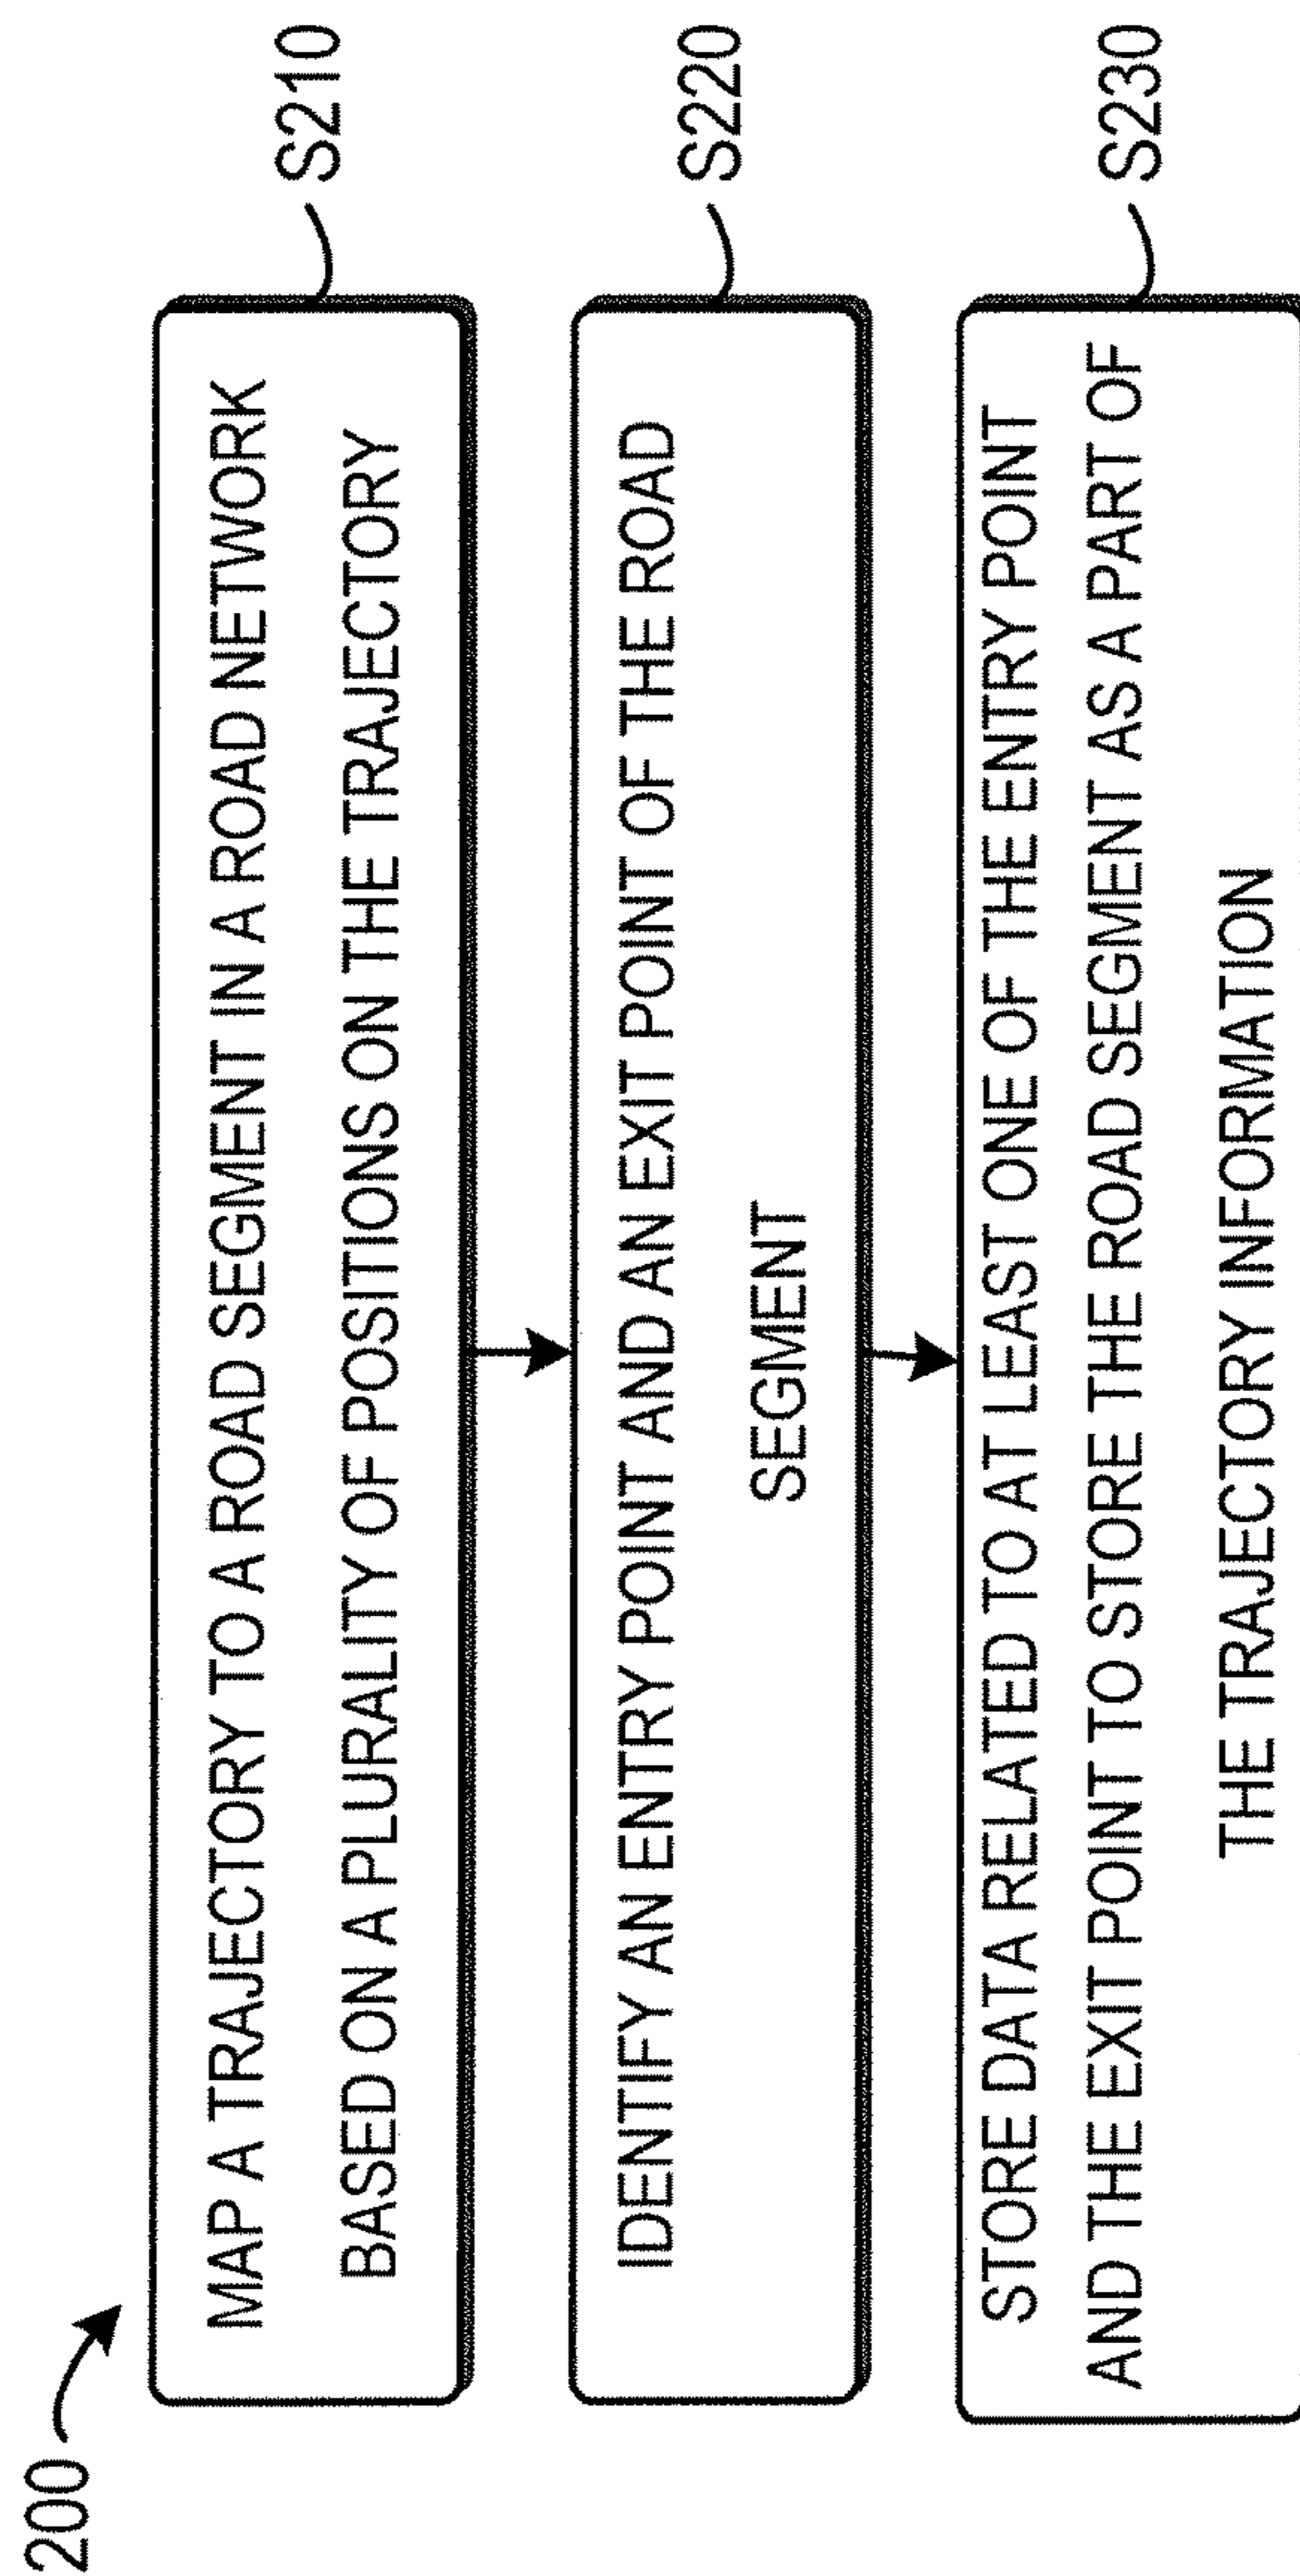 200
MAP A TRAJECTORY TO A ROAD SEGMENT IN A ROAD NETWORK
BASED ON A PLURALITY OF POSITIONS ON THE TRAJECTORY
S210
IDENTIFY AN ENTRY POINT AND AN EXIT POINT OF THE ROAD
SEGMENT
S220
STORE DATA RELATED TO AT LEAST ONE OF THE ENTRY POINT
AND THE EXIT POINT TO STORE THE ROAD SEGMENT AS A PART OF
THE TRAJECTORY INFORMATION
S230